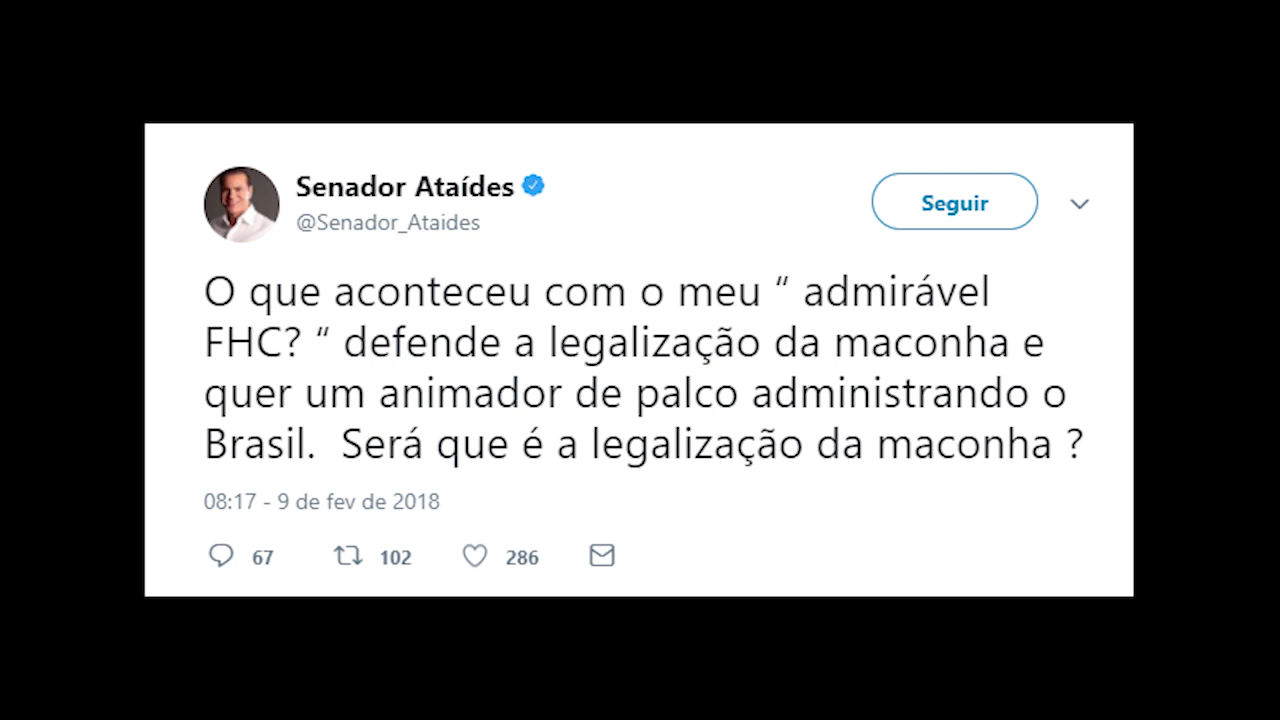 Senador Ataídes
@Senador_Ataides
Seguir
O que aconteceu com o meu “ admirável
FHC? “ defende a legalização da maconha e
quer um animador de palco administrando o
Brasil.  Será que é a legalização da maconha ?
08:17 - 9 de fev de 2018
67 102 286